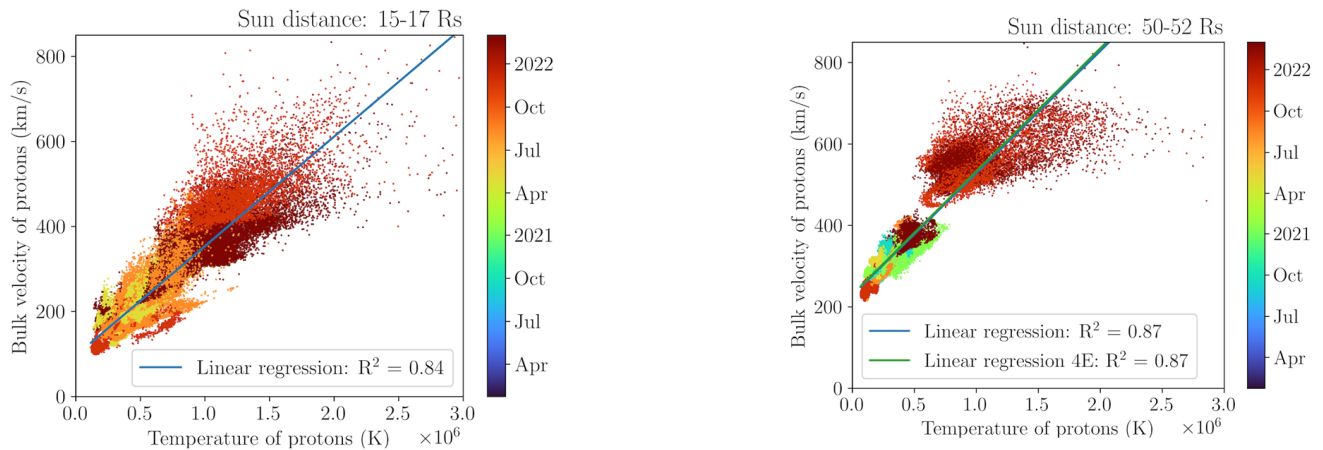 Sun distance: 15-17 Rs
Bulk velocity of protons (km/s)
800
600
400
200
0
0.0 0.5 1.0 1.5 2.0 2.5 3.0
Temperature of protons (K) ×10⁶
Linear regression: R² = 0.84
2022
Oct
Jul
Apr
2021
Oct
Jul
Apr
Sun distance: 50-52 Rs
Bulk velocity of protons (km/s)
800
600
400
200
0
0.0 0.5 1.0 1.5 2.0 2.5 3.0
Temperature of protons (K) ×10⁶
Linear regression: R² = 0.87
Linear regression 4E: R² = 0.87
2022
Oct
Jul
Apr
2021
Oct
Jul
Apr